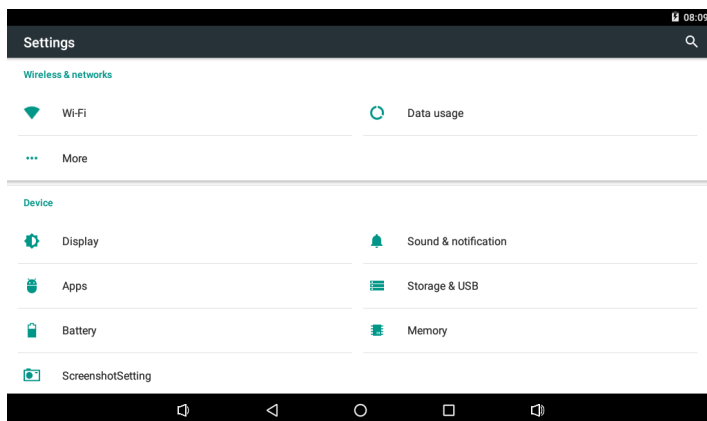 08:09
Settings
Wireless & networks
Wi-Fi
Data usage
More
Device
Display
Sound & notification
Apps
Storage & USB
Battery
Memory
ScreenshotSetting